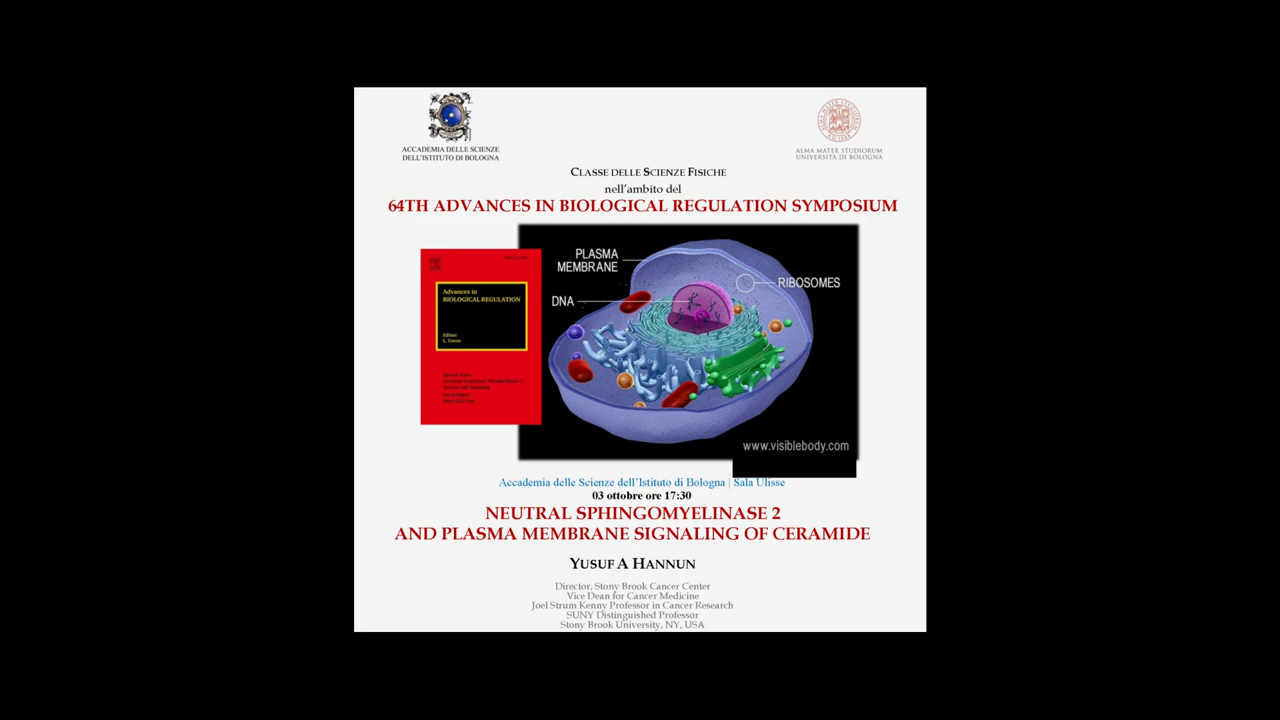 ACCADEMIA DELLE SCIENZE
DELL'ISTITUTO DI BOLOGNA
ALMA MATER STUDIORUM
UNIVERSITÀ DI BOLOGNA
CLASSE DELLE SCIENZE FISICHE
nell'ambito del
64TH ADVANCES IN BIOLOGICAL REGULATION SYMPOSIUM
Advances in
BIOLOGICAL REGULATION
Editor:
L. Cocco
PLASMA
MEMBRANE
DNA
RIBOSOMES
www.visiblebody.com
Accademia delle Scienze dell'Istituto di Bologna | Sala Ulisse
03 ottobre ore 17:30
NEUTRAL SPHINGOMYELINASE 2
AND PLASMA MEMBRANE SIGNALING OF CERAMIDE
YUSUF A HANNUN
Director, Stony Brook Cancer Center
Vice Dean for Cancer Medicine
Joel Strum Kenny Professor in Cancer Research
SUNY Distinguished Professor
Stony Brook University, NY, USA